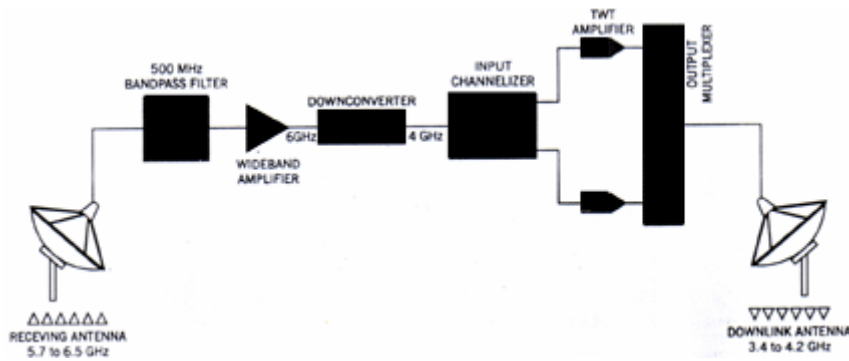 500 MHz
BANDPASS FILTER
WIDEBAND
AMPLIFIER
6GHz
DOWNCONVERTER
4 GHz
INPUT
CHANNELIZER
TWT
AMPLIFIER
OUTPUT
MULTIPLEXER
RECEVING ANTENNA
5.7 to 6.5 GHz
DOWNLINK ANTENNA
3.4 to 4.2 GHz